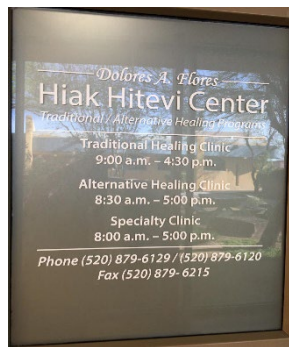 Dolores A. Flores
Hiak Hitevi Center
Traditional / Alternative Healing Programs
Traditional Healing Clinic
9:00 a.m. – 4:30 p.m.
Alternative Healing Clinic
8:30 a.m. – 5:00 p.m.
Specialty Clinic
8:00 a.m. – 5:00 p.m.
Phone (520) 879-6129 / (520) 879-6120
Fax (520) 879- 6215